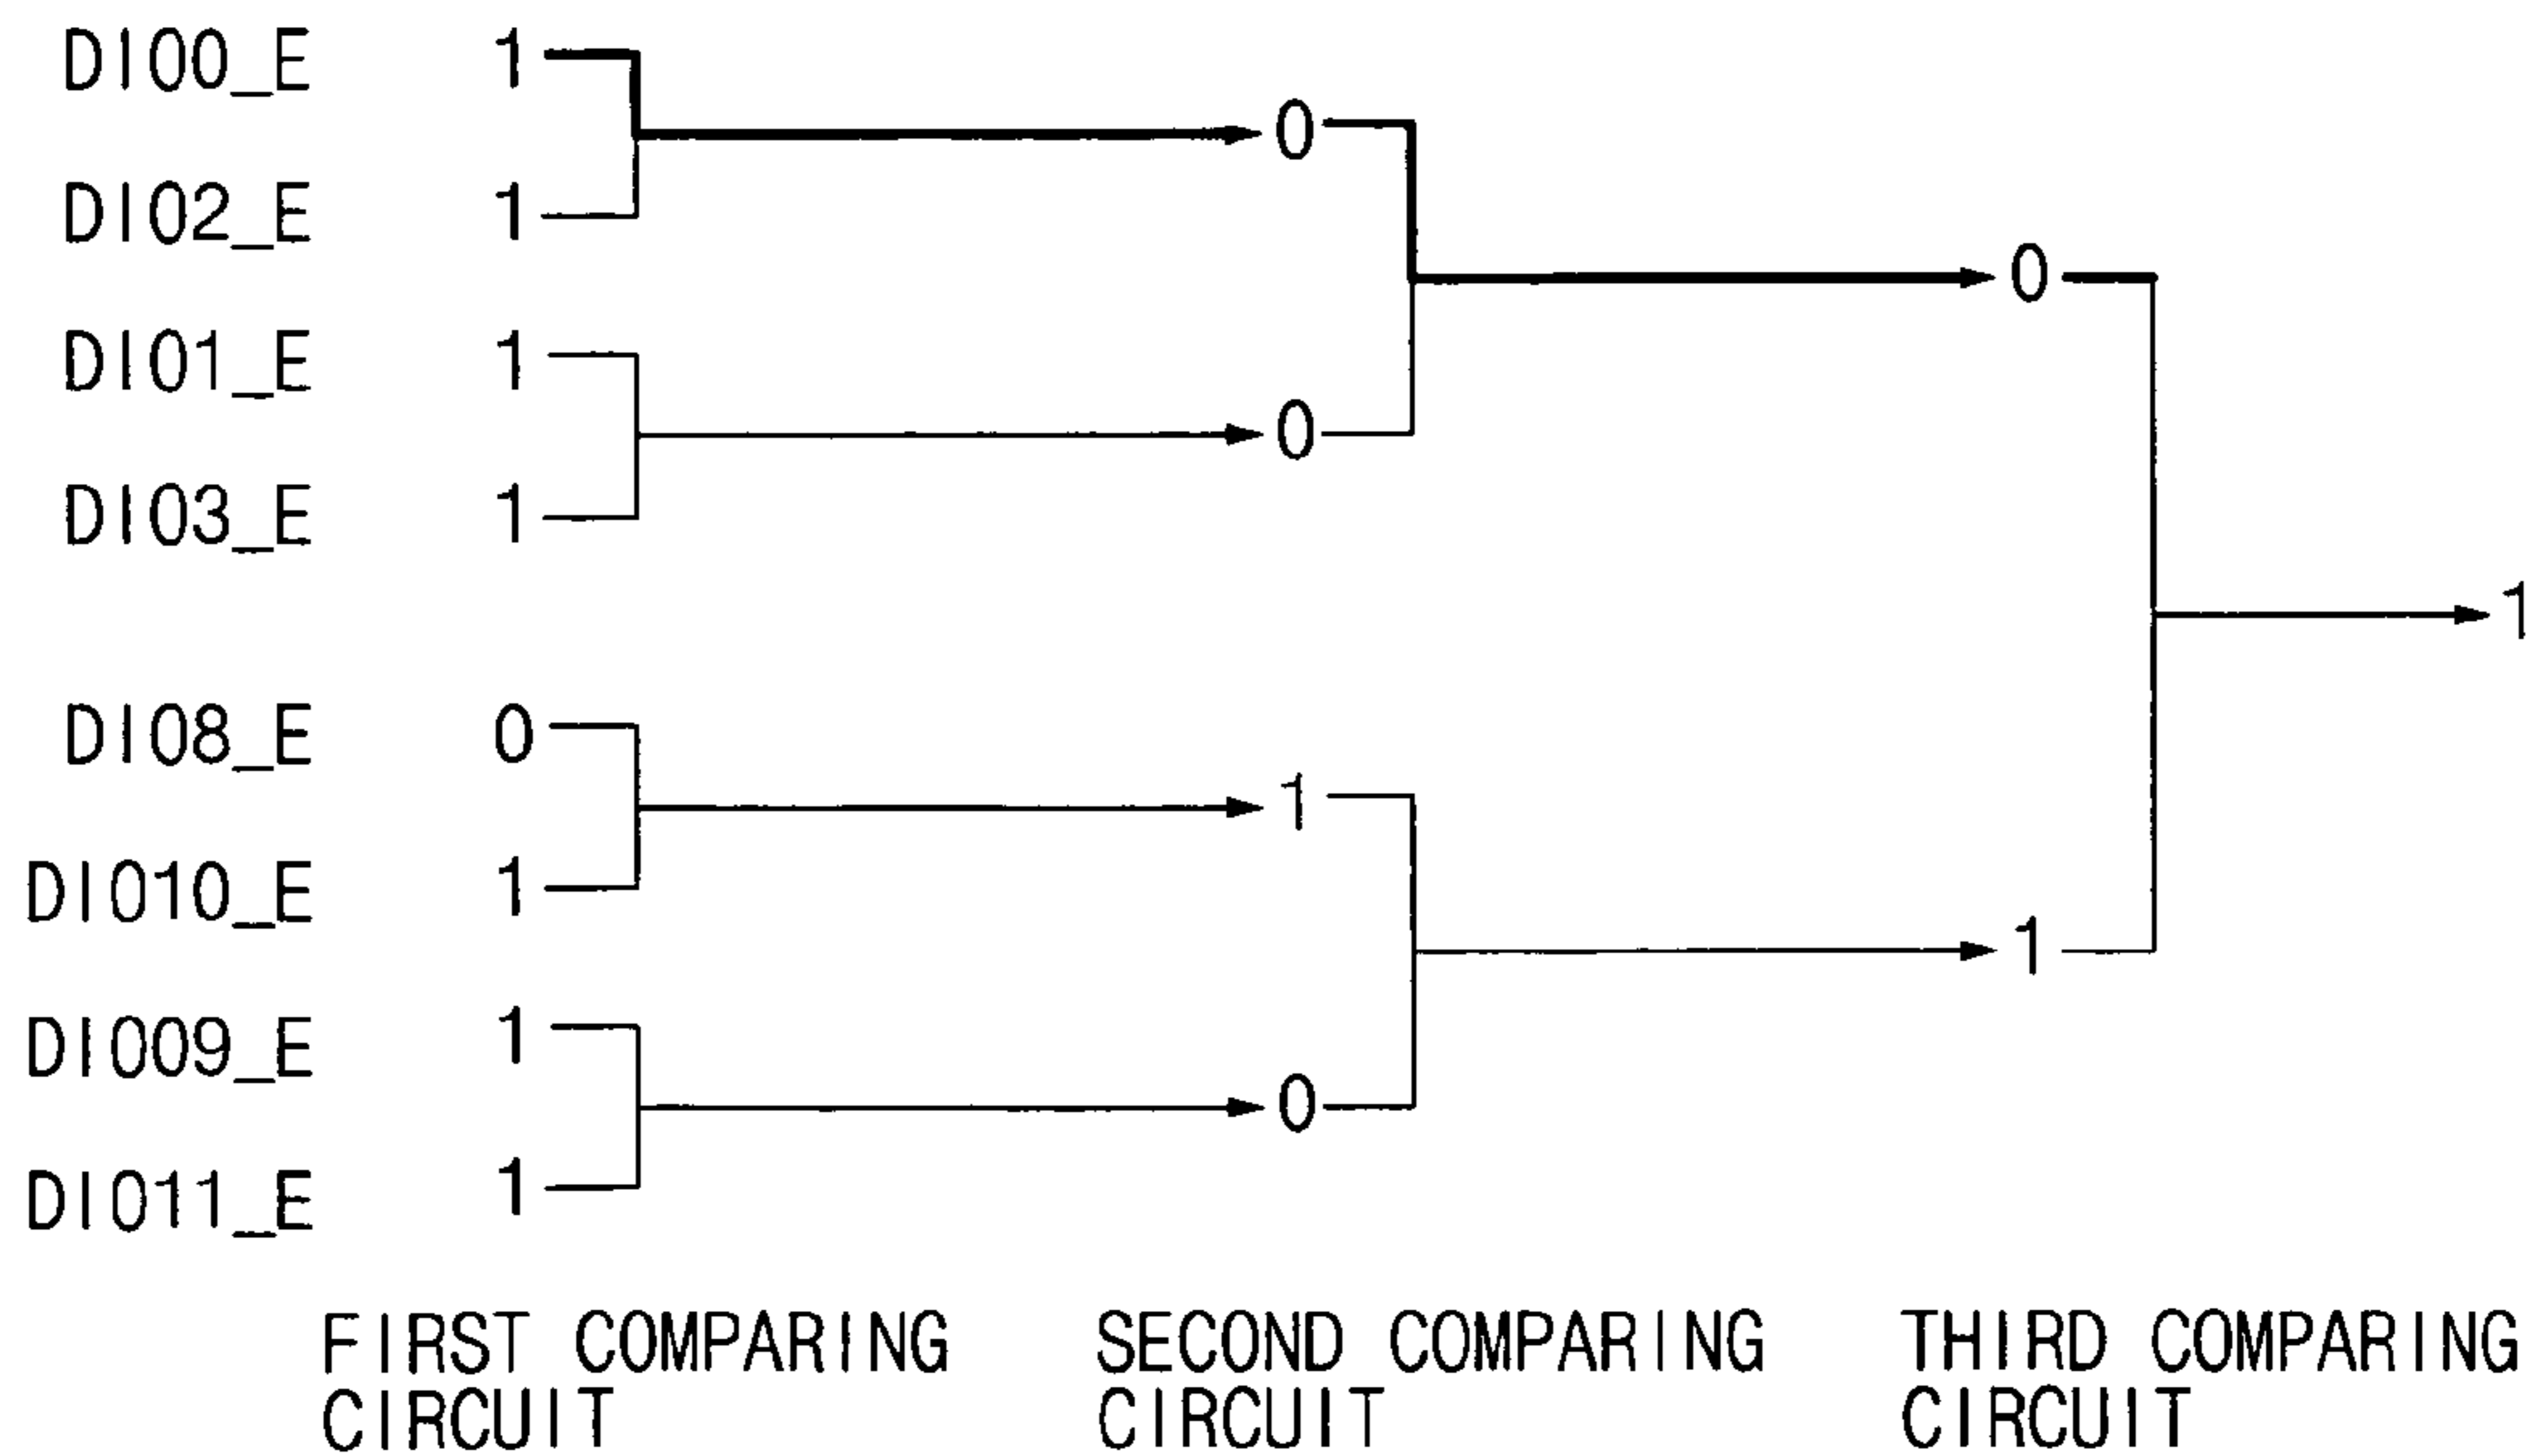 DIO0_E 1
0
DIO2_E 1
0
DIO1_E 1
0
DIO3_E 1
1
DIO8_E 0
1
DIO10_E 1
1
DIO09_E 1
0
DIO11_E 1
FIRST COMPARING CIRCUIT
SECOND COMPARING CIRCUIT
THIRD COMPARING CIRCUIT